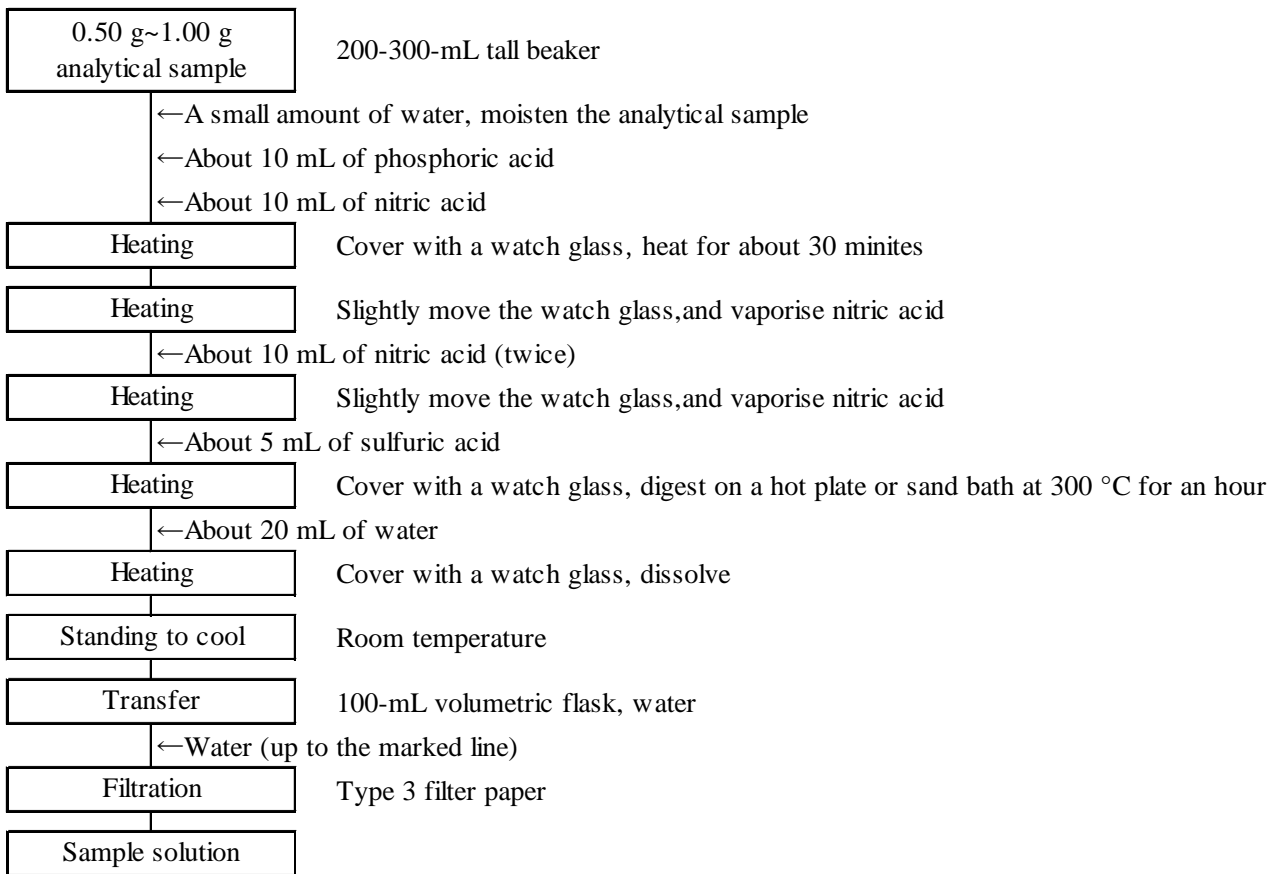 0.50 g~1.00 g
analytical sample
200-300-mL tall beaker
←A small amount of water, moisten the analytical sample
←About 10 mL of phosphoric acid
←About 10 mL of nitric acid
Heating
Cover with a watch glass, heat for about 30 minites
Heating
Slightly move the watch glass,and vaporise nitric acid
←About 10 mL of nitric acid (twice)
Heating
Slightly move the watch glass,and vaporise nitric acid
←About 5 mL of sulfuric acid
Heating
Cover with a watch glass, digest on a hot plate or sand bath at 300 °C for an hour
←About 20 mL of water
Heating
Cover with a watch glass, dissolve
Standing to cool
Room temperature
Transfer
100-mL volumetric flask, water
←Water (up to the marked line)
Filtration
Type 3 filter paper
Sample solution